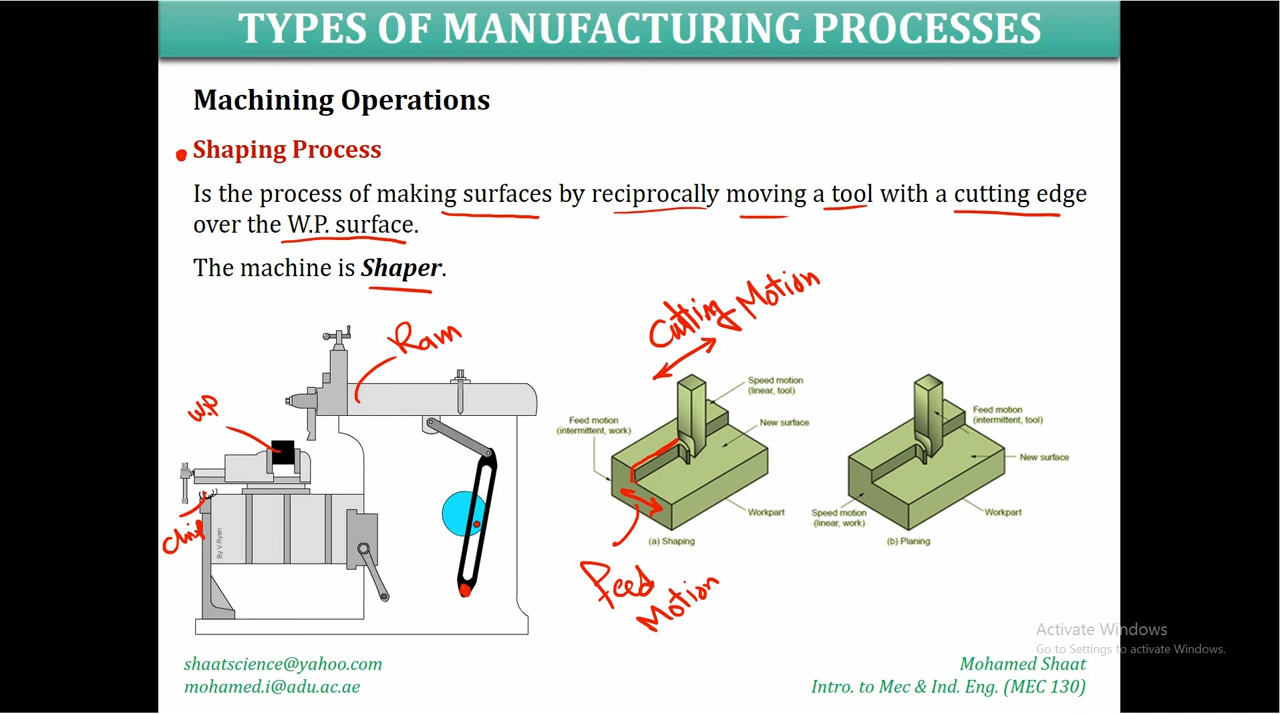 TYPES OF MANUFACTURING PROCESSES
Machining Operations
Shaping Process
Is the process of making surfaces by reciprocally moving a tool with a cutting edge
over the W.P. surface.
The machine is Shaper.
Ram
W.P
Chip
By V.Ryan
Cutting Motion
Speed motion
(linear, tool)
Feed motion
(intermittent, work)
New surface
Workpart
(a) Shaping
Feed
Motion
Feed motion
(intermittent, tool)
New surface
Speed motion
(linear, work)
Workpart
(b) Planing
Activate Windows
Go to Settings to activate Windows.
shaatscience@yahoo.com
mohamed.i@adu.ac.ae
Mohamed Shaat
Intro. to Mec & Ind. Eng. (MEC 130)